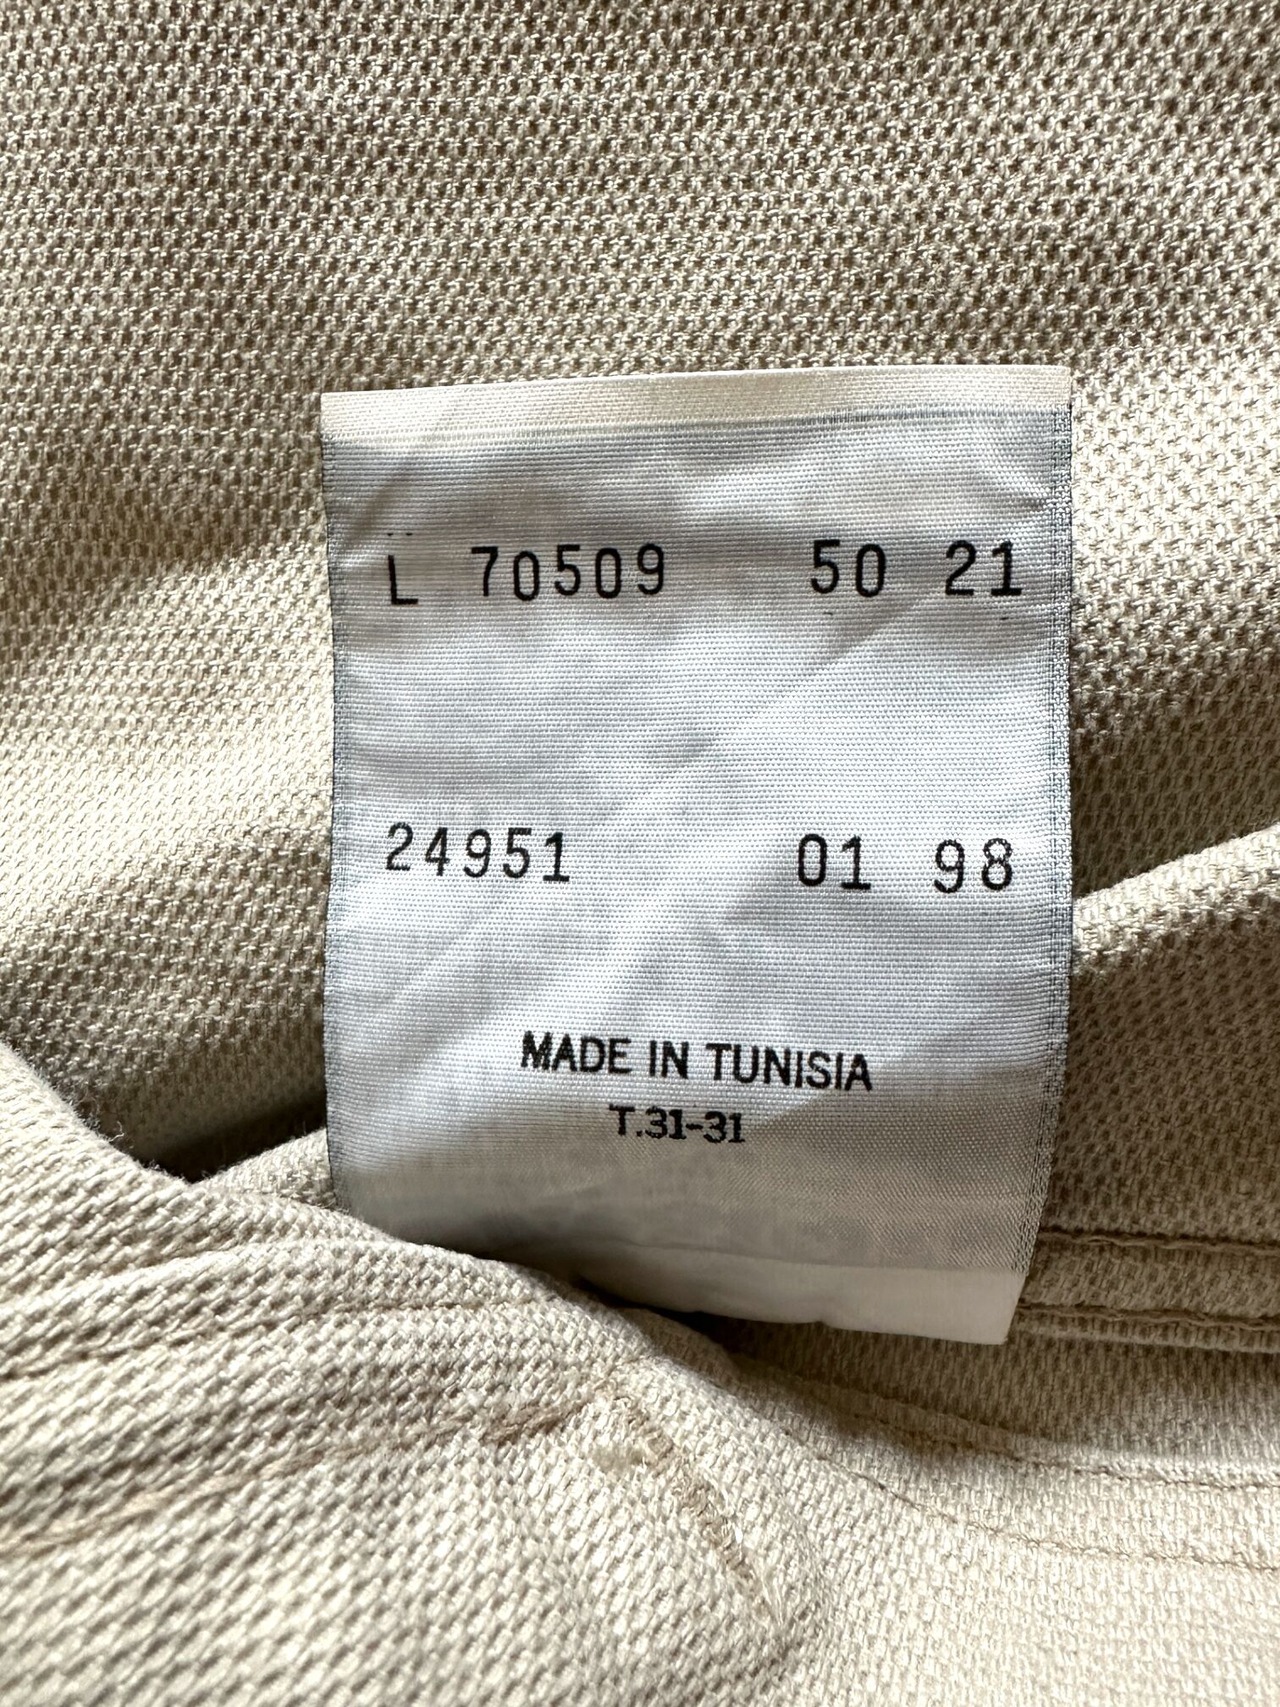 L 70509 50 21
24951 01 98
MADE IN TUNISIA
T.31-31